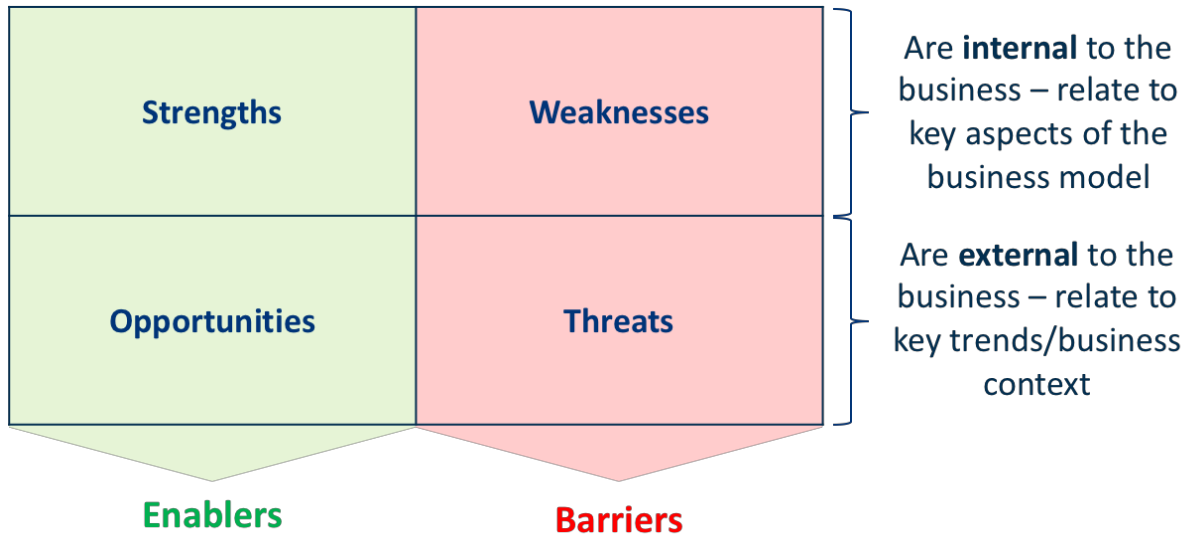 Strengths
Weaknesses
Are internal to the
business – relate to
key aspects of the
business model
Opportunities
Threats
Are external to the
business – relate to
key trends/business
context
Enablers
Barriers